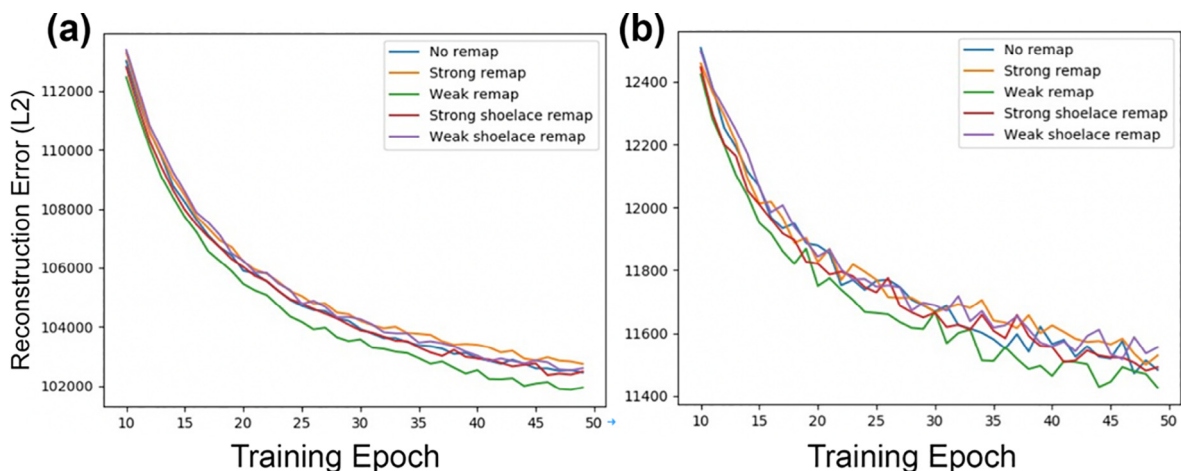 (a)
Reconstruction Error (L2)
112000
110000
108000
106000
104000
102000
No remap
Strong remap
Weak remap
Strong shoelace remap
Weak shoelace remap
10 15 20 25 30 35 40 45 50
Training Epoch
(b)
12400
12200
12000
11800
11600
11400
No remap
Strong remap
Weak remap
Strong shoelace remap
Weak shoelace remap
10 15 20 25 30 35 40 45 50
Training Epoch